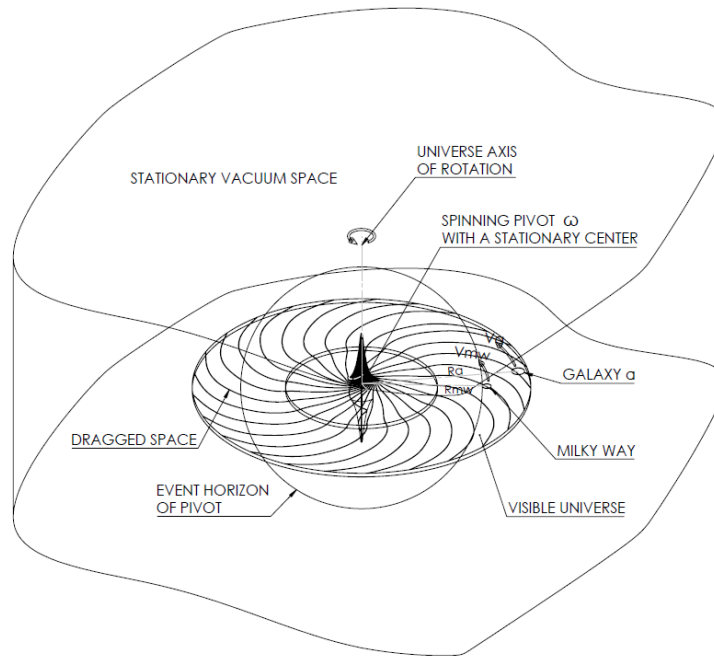 UNIVERSE AXIS
OF ROTATION
STATIONARY VACUUM SPACE
SPINNING PIVOT ω
WITH A STATIONARY CENTER
Va
Vmw
Ra
GALAXY a
Rmw
DRAGGED SPACE
MILKY WAY
EVENT HORIZON
OF PIVOT
VISIBLE UNIVERSE